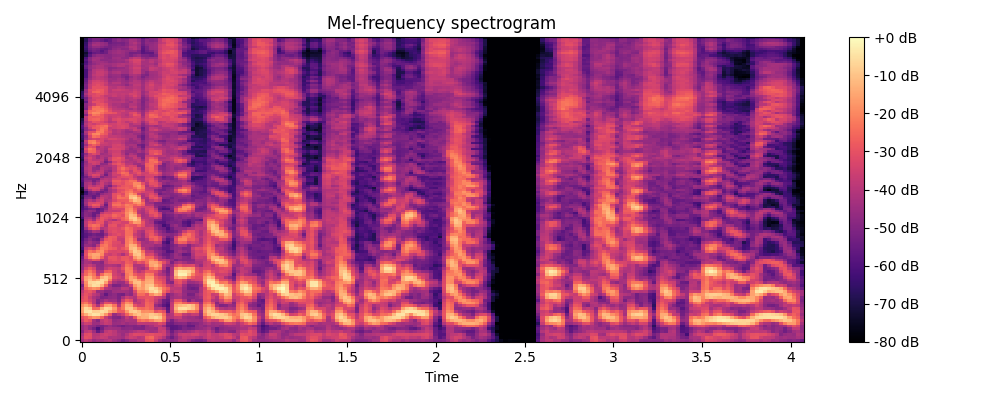 Mel-frequency spectrogram
+0 dB
4096
-10 dB
-20 dB
2048
-30 dB
Hz
-40 dB
1024
-50 dB
512
-60 dB
-70 dB
0
-80 dB
0 0.5 1 1.5 2 2.5 3 3.5 4
Time